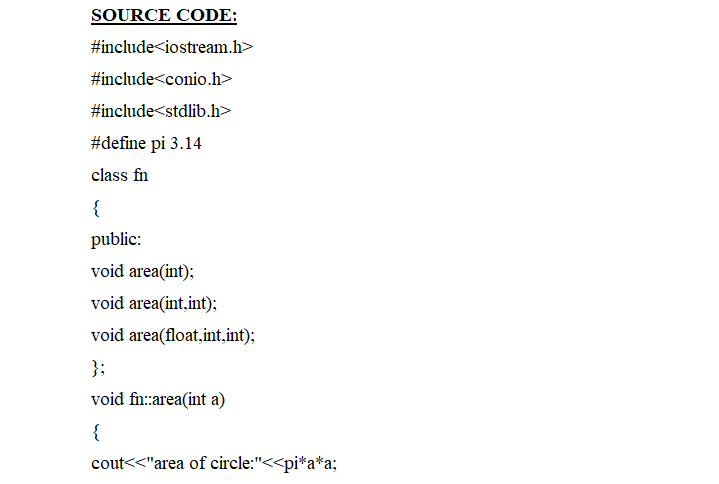 SOURCE CODE:
#include<iostream.h>
#include<conio.h>
#include<stdlib.h>
#define pi 3.14
class fn
{
public:
void area(int);
void area(int,int);
void area(float,int,int);
};
void fn::area(int a)
{
cout<<"area of circle:"<<pi*a*a;